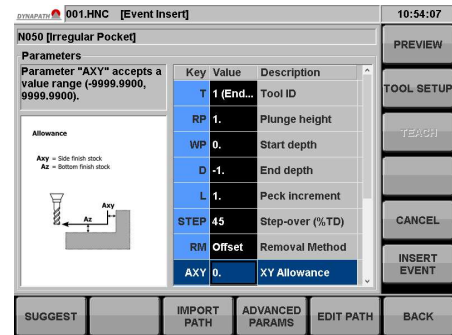 DYNAPATH 001.HNC [Event Insert] 10:54:07
N050 [Irregular Pocket]
Parameters
Parameter "AXY" accepts a
value range (-9999.9900,
9999.9900).
Allowance
Axy = Side finish stock
Az = Bottom finish stock
Axy
Az
Key Value Description
T 1 (End... Tool ID
RP 1. Plunge height
WP 0. Start depth
D -1. End depth
L 1. Peck increment
STEP 45 Step-over (%TD)
RM Offset Removal Method
AXY 0. XY Allowance
PREVIEW
TOOL SETUP
TEACH
CANCEL
INSERT
EVENT
SUGGEST
IMPORT
PATH
ADVANCED
PARAMS
EDIT PATH
BACK